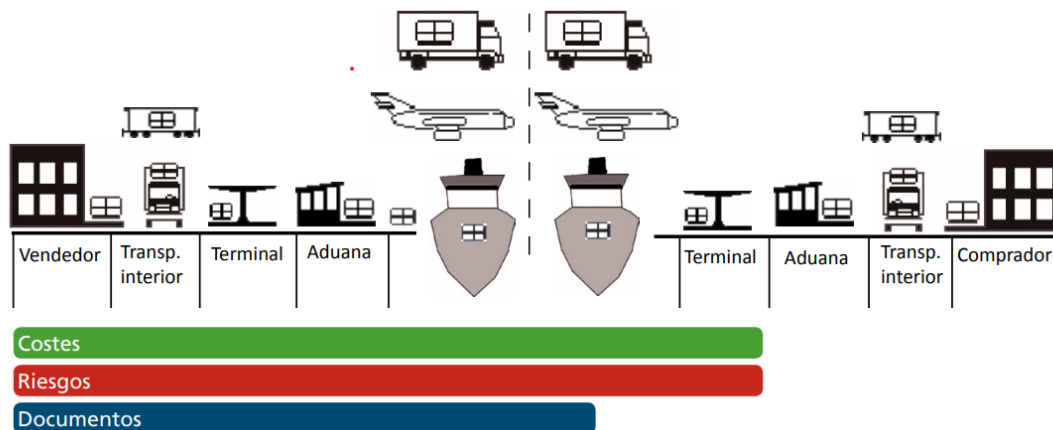 Vendedor
Transp.
interior
Terminal
Aduana
Terminal
Aduana
Transp.
interior
Comprador
Costes
Riesgos
Documentos